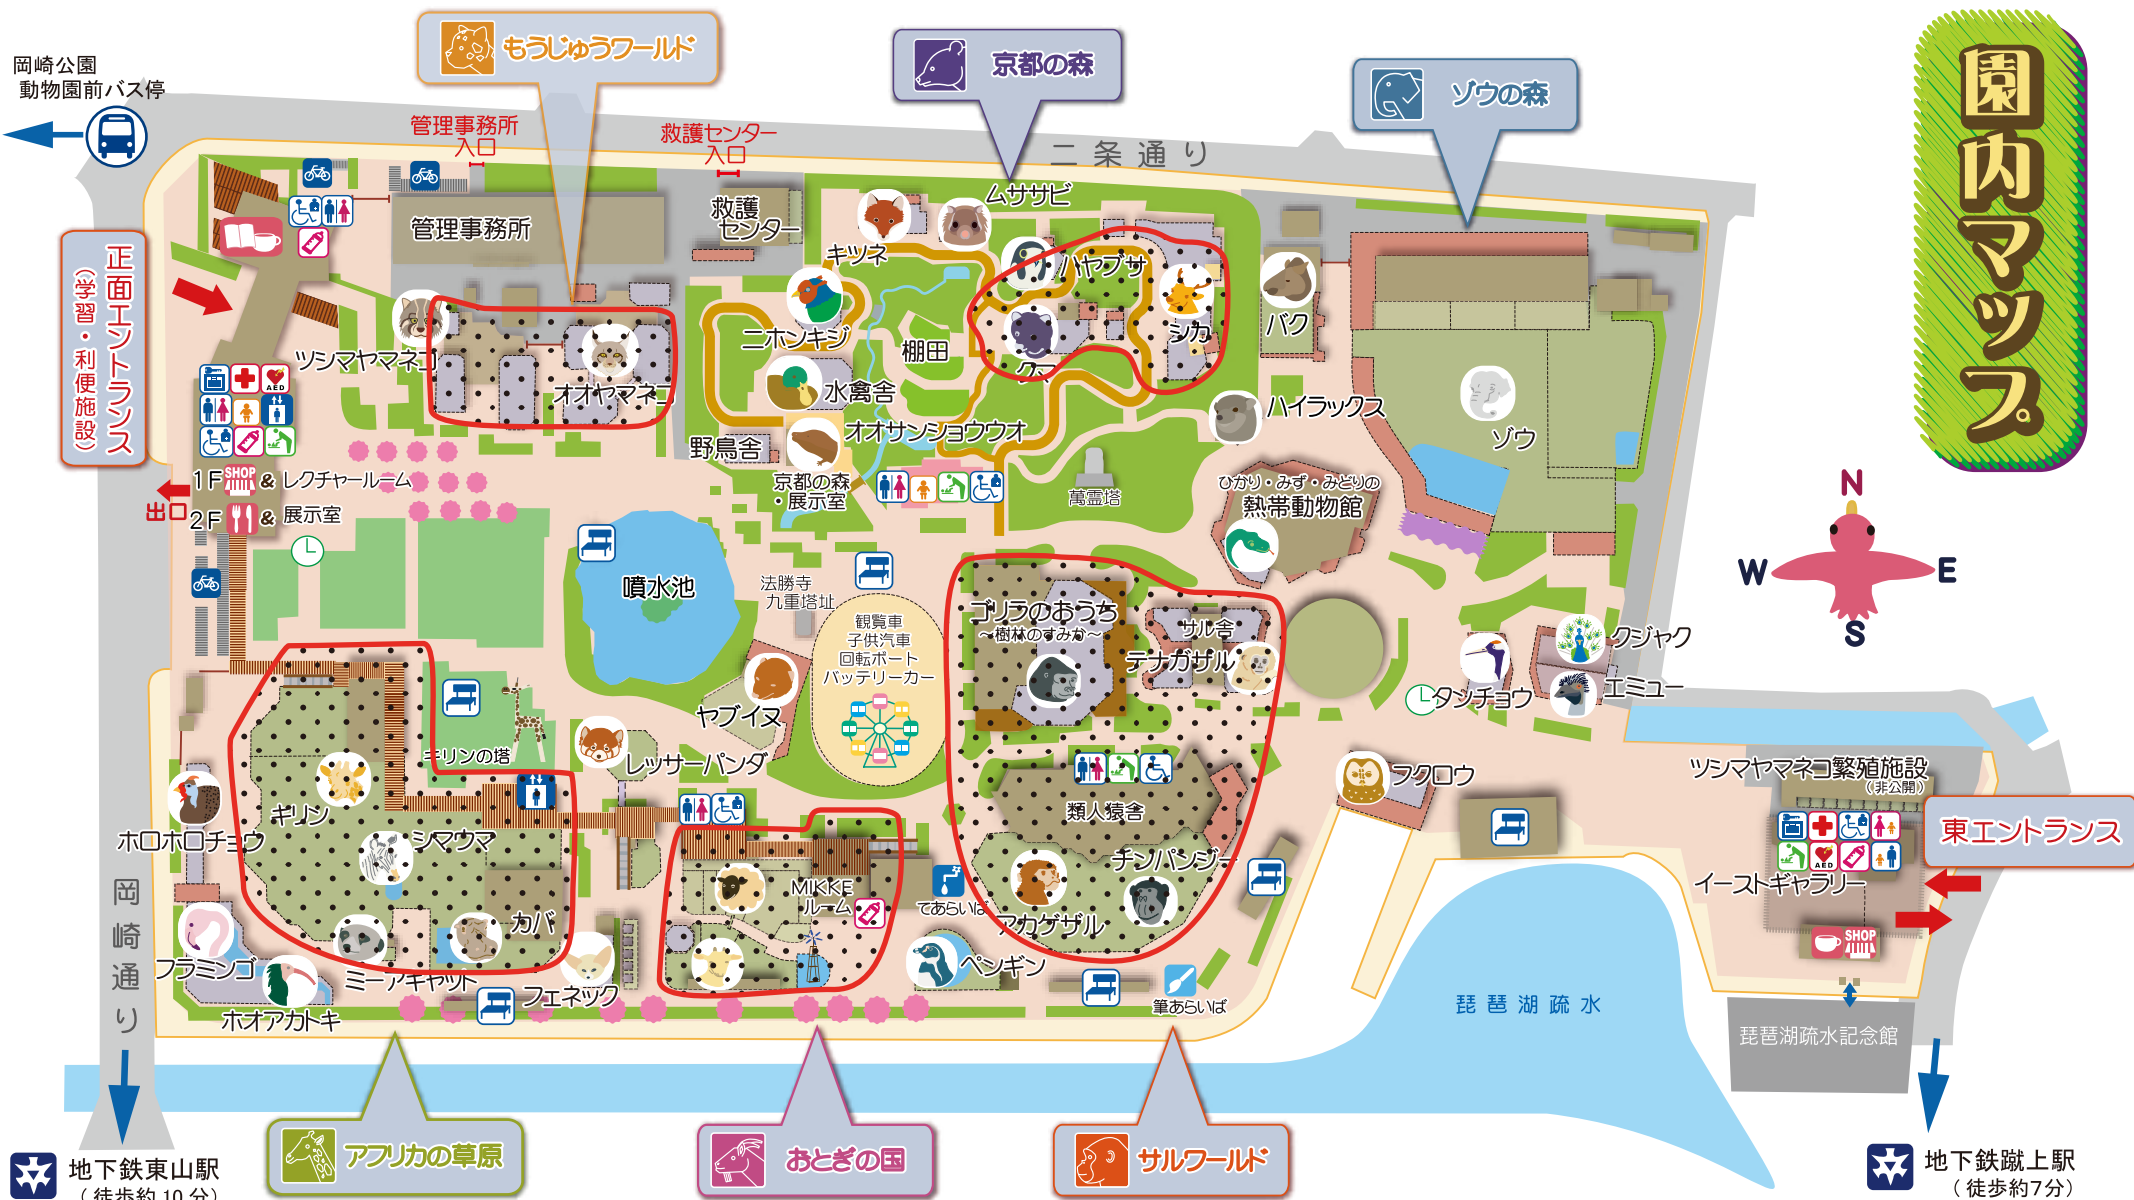 園内マップ
岡崎公園
動物園前バス停
もうじゅうワールド
京都の森
ゾウの森
管理事務所
入口
救護センター
入口
二条通り
正面エントランス
（学習・利便施設）
管理事務所
救護
センター
キツネ
ムササビ
ハヤブサ
シカ
クマ
バク
ツシマヤマネコ
オオヤマネコ
ニホンキジ
棚田
水禽舎
野鳥舎
オオサンショウウオ
京都の森
・展示室
萬霊塔
ハイラックス
ゾウ
ひかり・みず・みどりの
熱帯動物館
AED
1F SHOP & レクチャールーム
出口
2F & 展示室
噴水池
法勝寺
九重塔址
観覧車
子供汽車
回転ボート
バッテリーカー
ゴリラのおうち
～樹林のすみか～
サル舎
テナガザル
クジャク
エミュー
タンチョウ
ヤブイヌ
レッサーパンダ
キリンの塔
キリン
シマウマ
ホロホロチョウ
カバ
ミーアキャット
フラミンゴ
ホオアカトキ
フェネック
MIKKE
ルーム
てあらいば
ペンギン
類人猿舎
チンパンジー
アカゲザル
フクロウ
筆あらいば
ツシマヤマネコ繁殖施設
（非公開）
東エントランス
AED
イーストギャラリー
SHOP
琵琶湖疏水
琵琶湖疏水記念館
岡崎通り
アフリカの草原
おとぎの国
サルワールド
地下鉄東山駅
（徒歩約10分）
地下鉄蹴上駅
（徒歩約7分）
N
W
E
S